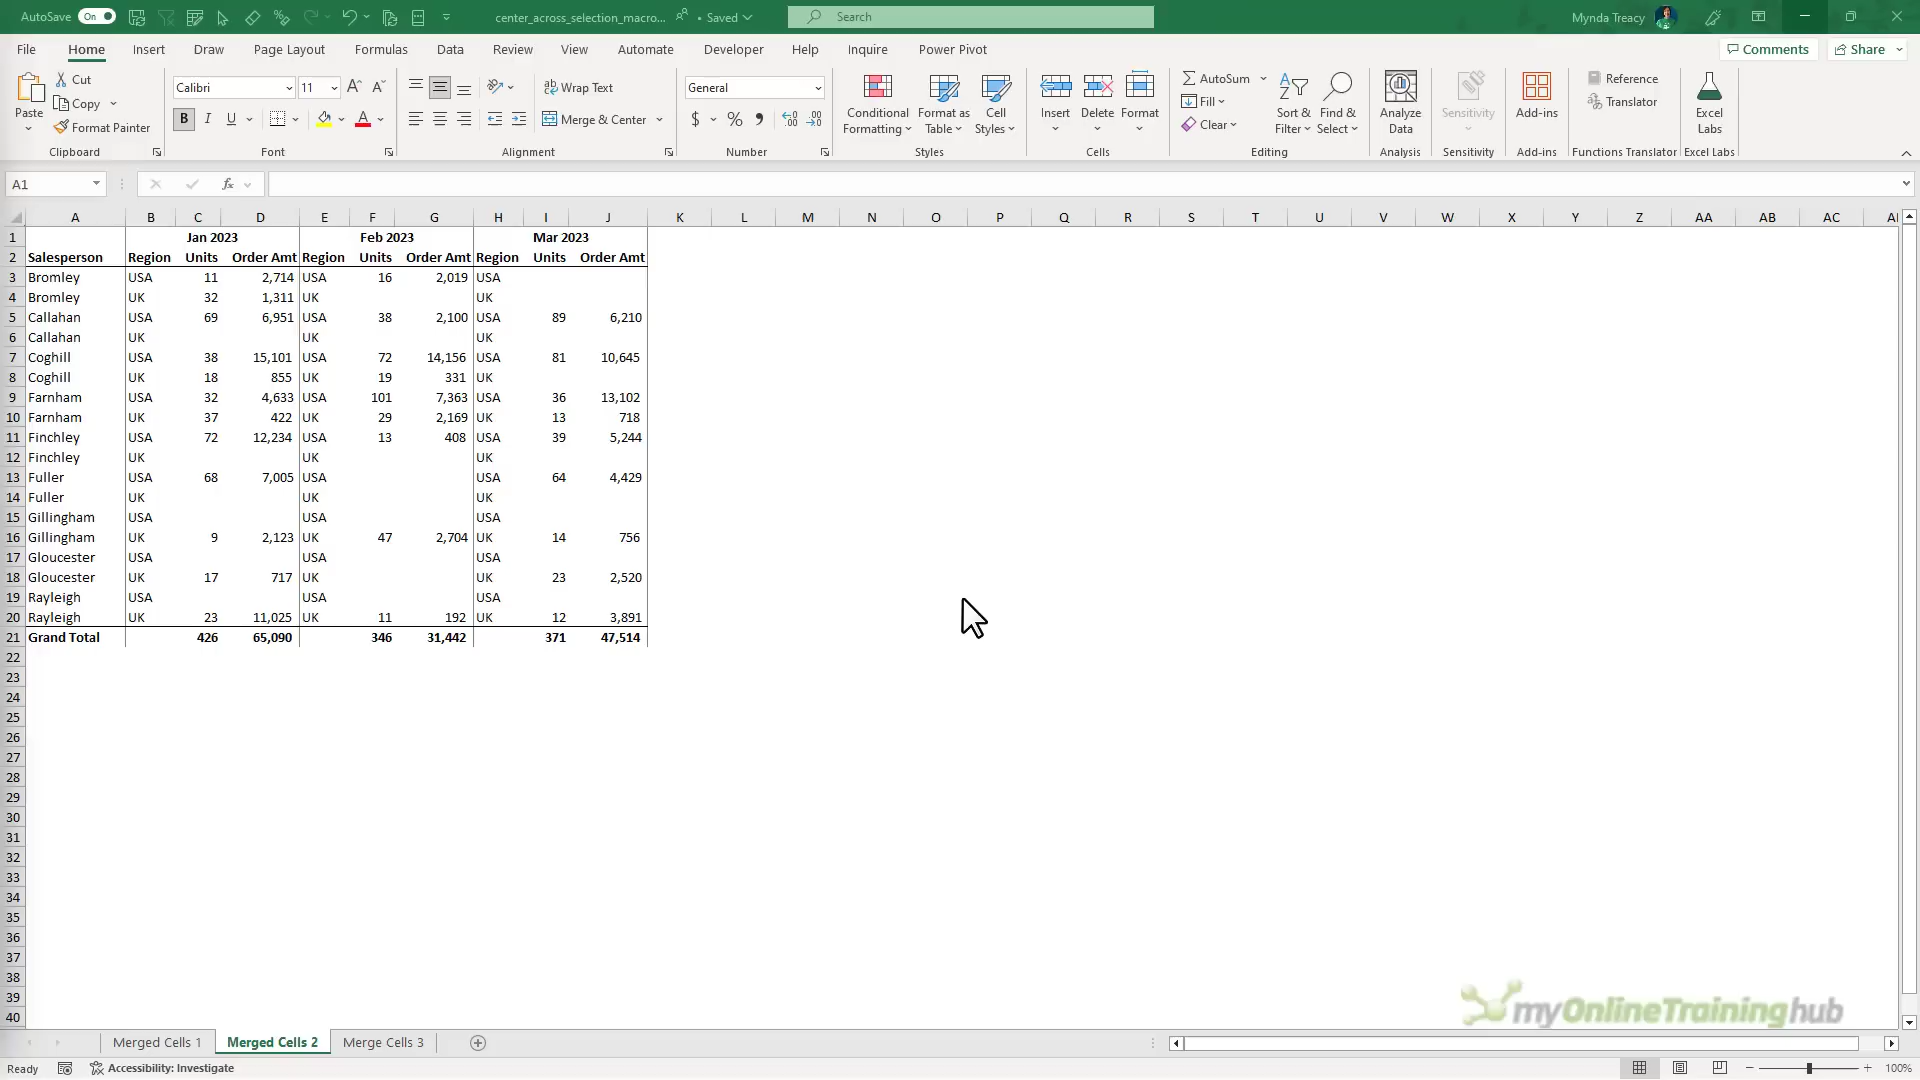 AutoSave On center_across_selection_macro... • Saved Search Mynda Treacy
File Home Insert Draw Page Layout Formulas Data Review View Automate Developer Help Inquire Power Pivot Comments Share
Paste Cut Copy Format Painter Clipboard
Calibri 11 B I U Font
Wrap Text Merge & Center Alignment
General $ % Number
Conditional Formatting Format as Table Cell Styles Styles
Insert Delete Format Cells
AutoSum Fill Clear Sort & Filter Find & Select Editing
Analyze Data Analysis
Sensitivity Sensitivity
Add-ins Add-ins
Reference Translator Functions Translator
Excel Labs Excel Labs
A1 fx
A B C D E F G H I J K L M N O P Q R S T U V W X Y Z AA AB AC
1 Jan 2023 Feb 2023 Mar 2023
2 Salesperson Region Units Order Amt Region Units Order Amt Region Units Order Amt
3 Bromley USA 11 2,714 USA 16 2,019 USA
4 Bromley UK 32 1,311 UK UK
5 Callahan USA 69 6,951 USA 38 2,100 USA 89 6,210
6 Callahan UK UK UK
7 Coghill USA 38 15,101 USA 72 14,156 USA 81 10,645
8 Coghill UK 18 855 UK 19 331 UK
9 Farnham USA 32 4,633 USA 101 7,363 USA 36 13,102
10 Farnham UK 37 422 UK 29 2,169 UK 13 718
11 Finchley USA 72 12,234 USA 13 408 USA 39 5,244
12 Finchley UK UK UK
13 Fuller USA 68 7,005 USA USA 64 4,429
14 Fuller UK UK UK
15 Gillingham USA USA USA
16 Gillingham UK 9 2,123 UK 47 2,704 UK 14 756
17 Gloucester USA USA USA
18 Gloucester UK 17 717 UK UK 23 2,520
19 Rayleigh USA USA USA
20 Rayleigh UK 23 11,025 UK 11 192 UK 12 3,891
21 Grand Total 426 65,090 346 31,442 371 47,514
22
23
24
25
26
27
28
29
30
31
32
33
34
35
36
37
38
39
40
myOnlineTraininghub
Merged Cells 1 Merged Cells 2 Merge Cells 3
Ready Accessibility: Investigate 100%